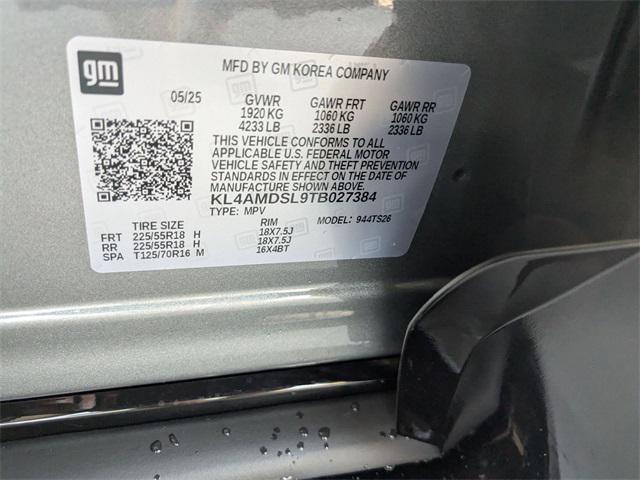 gm
MFD BY GM KOREA COMPANY
05/25 GVWR GAWR FRT GAWR RR
1920 KG 1060 KG 1060 KG
4233 LB 2336 LB 2336 LB
THIS VEHICLE CONFORMS TO ALL
APPLICABLE U.S. FEDERAL MOTOR
VEHICLE SAFETY AND THEFT PREVENTION
STANDARDS IN EFFECT ON THE DATE OF
MANUFACTURE SHOWN ABOVE.
KL4AMDSL9TB027384
TYPE: MPV MODEL: 944TS26
TIRE SIZE RIM
FRT 225/55R18 H 18X7.5J
RR 225/55R18 H 18X7.5J
SPA T125/70R16 M 16X4BT